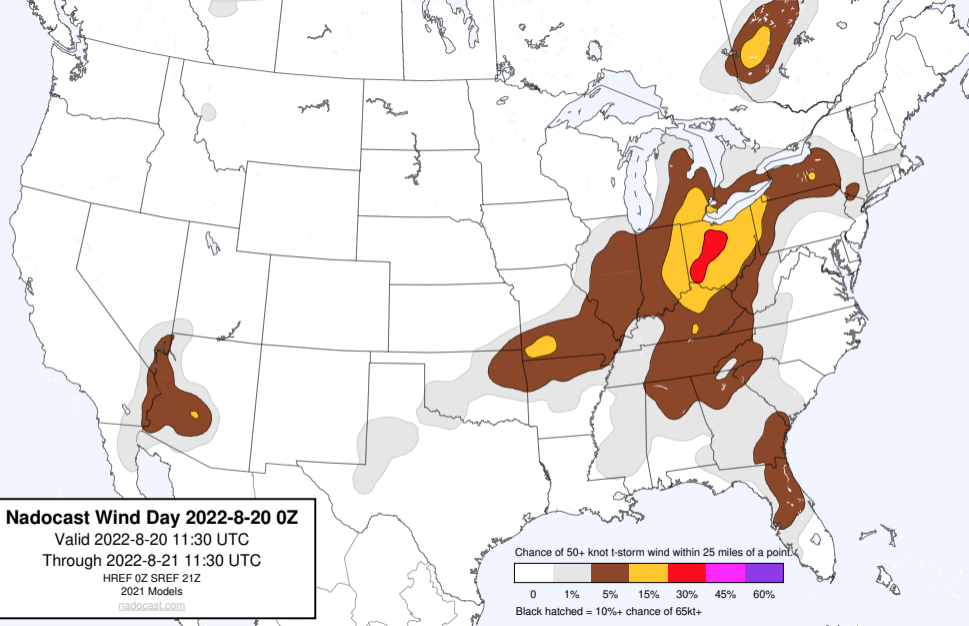 Nadocast Wind Day 2022-8-20 0Z
Valid 2022-8-20 11:30 UTC
Through 2022-8-21 11:30 UTC
HREF 0Z SREF 21Z
2021 Models
nadocast.com
Chance of 50+ knot t-storm wind within 25 miles of a point.
0 1% 5% 15% 30% 45% 60%
Black hatched = 10%+ chance of 65kt+